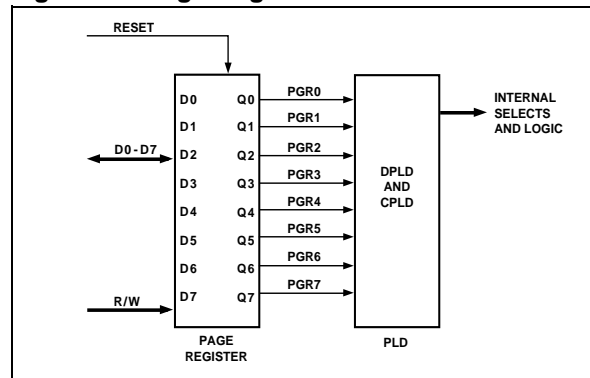 RESET
D0 Q0 PGR0
D1 Q1 PGR1
D0-D7 D2 Q2 PGR2
D3 Q3 PGR3
D4 Q4 PGR4
D5 Q5 PGR5
D6 Q6 PGR6
R/W D7 Q7 PGR7
DPLD
AND
CPLD
INTERNAL
SELECTS
AND LOGIC
PAGE
REGISTER
PLD